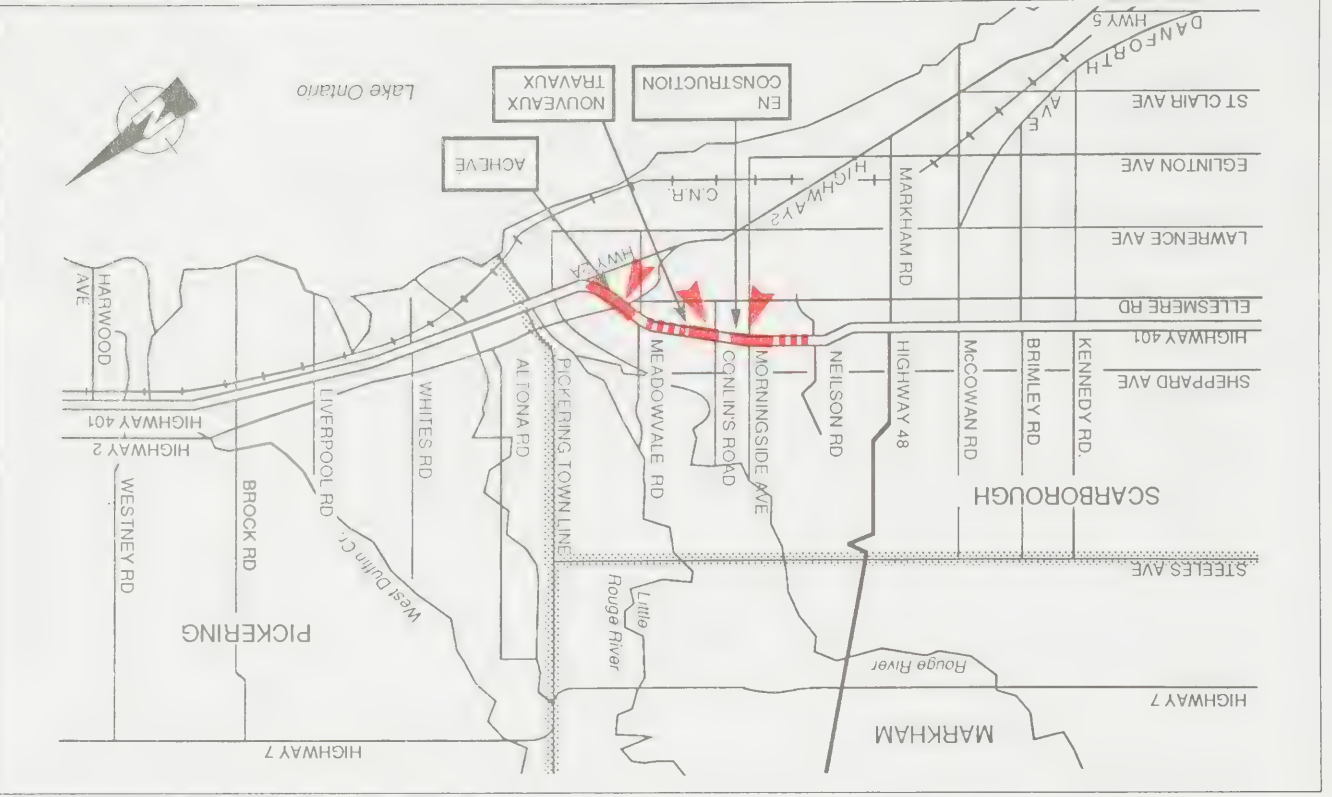 HIGHWAY 7
MARKHAM
HIGHWAY 7
Rouge River
Little
Rouge River
PICKERING
STEELES AVE
West Duffin Cr.
SCARBOROUGH
KENNEDY RD.
BRIMLEY RD
McCOWAN RD
HIGHWAY 48
NEILSON RD
MORNINGSIDE AVE
CONLIN'S ROAD
MEADOWVALE RD
PICKERING TOWN LINE
ALTONA RD
WHITES RD
LIVERPOOL RD
BROCK RD
WESTNEY RD
HIGHWAY 2
HIGHWAY 401
SHEPPARD AVE
HIGHWAY 401
ELLESMERE RD
HARWOOD
AVE
LAWRENCE AVE
HWY
MARKHAM RD
HIGHWAY 2
C.N.R.
EGLINTON AVE
ACHEVÉ
ST CLAIR AVE
AVE
EN
CONSTRUCTION
NOUVEAUX
TRAVAUX
Lake Ontario
N
DANFORTH
HWY 5